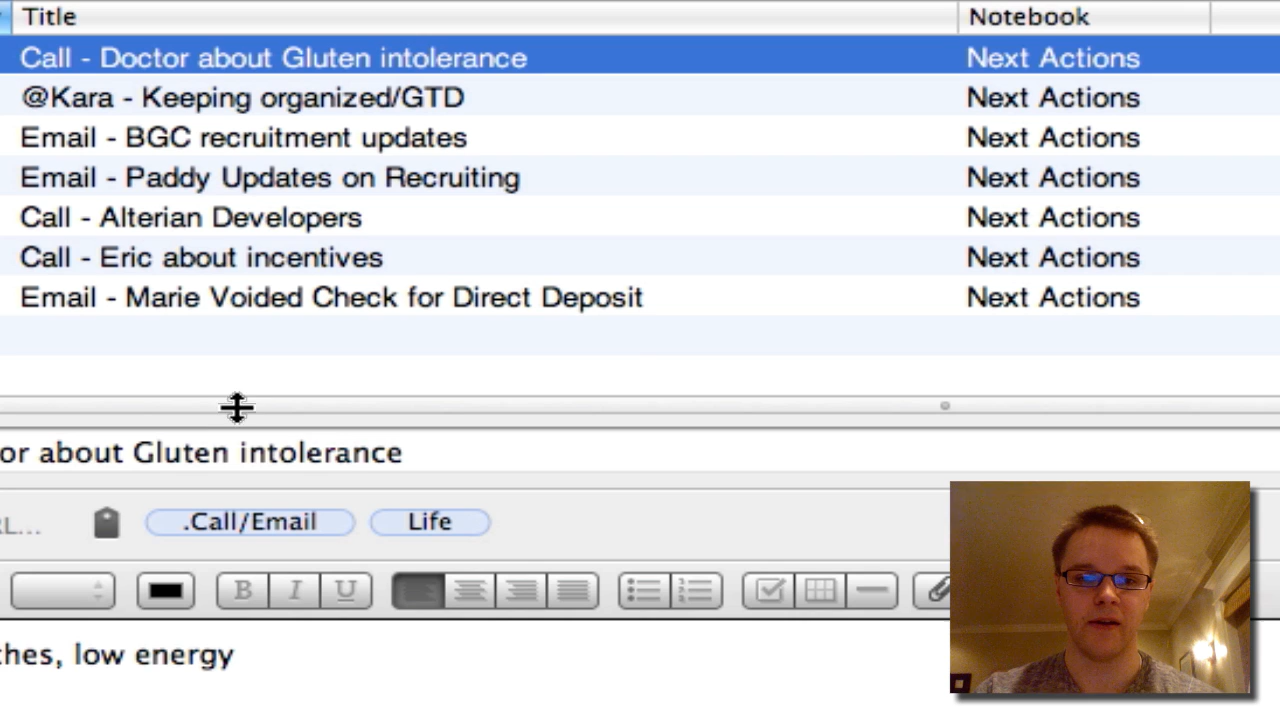 Title Notebook
Call - Doctor about Gluten intolerance Next Actions
@Kara - Keeping organized/GTD Next Actions
Email - BGC recruitment updates Next Actions
Email - Paddy Updates on Recruiting Next Actions
Call - Alterian Developers Next Actions
Call - Eric about incentives Next Actions
Email - Marie Voided Check for Direct Deposit Next Actions
or about Gluten intolerance
.Call/Email Life
B I U
low energy